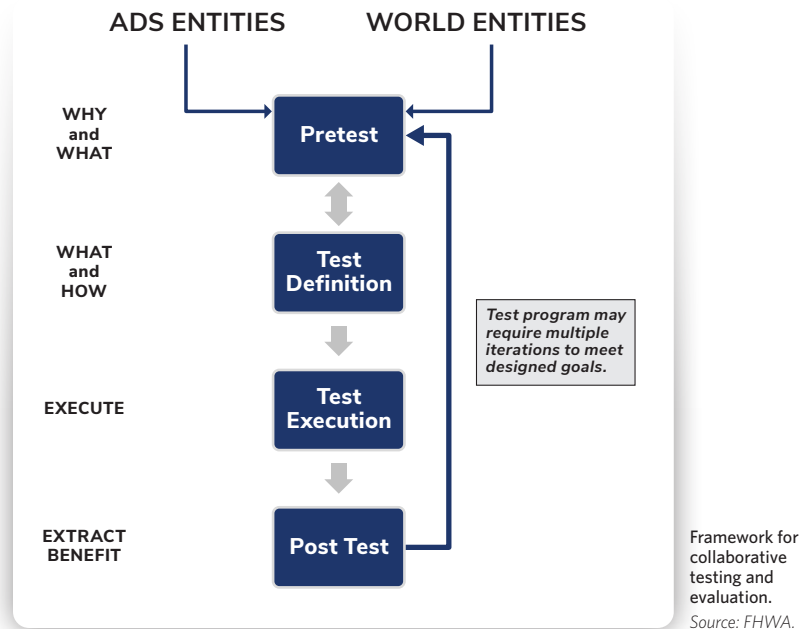 ADS ENTITIES
WORLD ENTITIES
WHY
and
WHAT
Pretest
WHAT
and
HOW
Test
Definition
Test program may
require multiple
iterations to meet
designed goals.
EXECUTE
Test
Execution
EXTRACT
BENEFIT
Post Test
Framework for
collaborative
testing and
evaluation.
Source: FHWA.